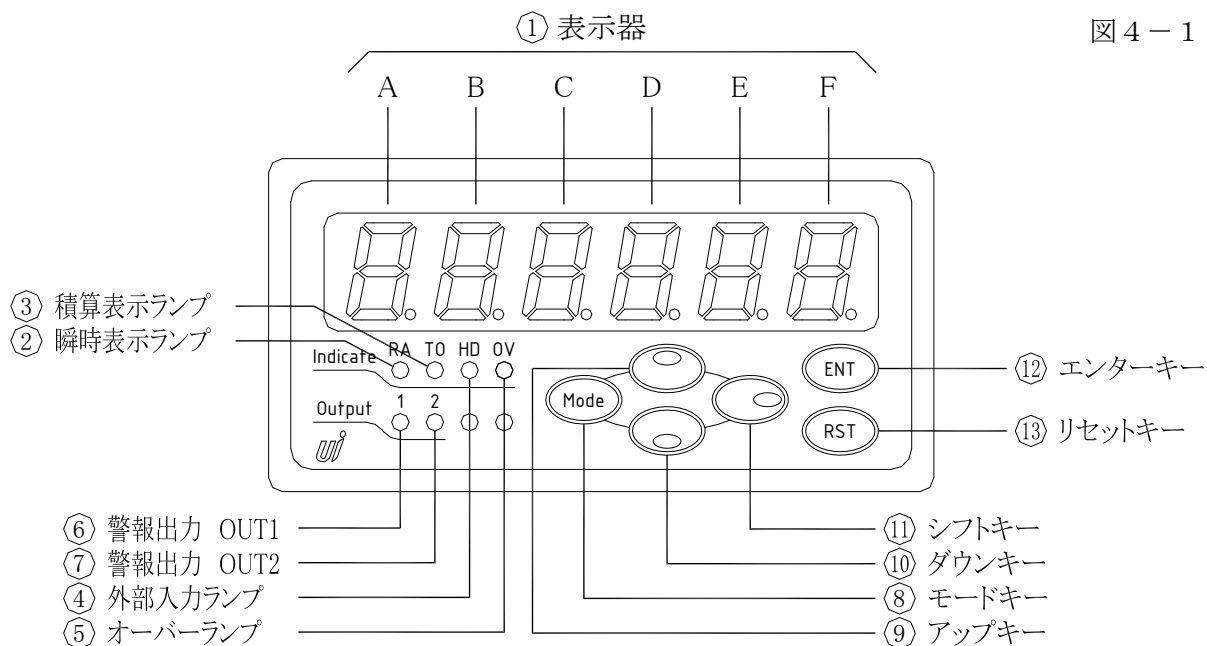 ① 表示器
図４－１
A B C D E F
③ 積算表示ランプ
② 瞬時表示ランプ
Indicate RA TO HD OV
Output 1 2
Mode
ENT
RST
⑫ エンターキー
⑬ リセットキー
⑥ 警報出力 OUT1
⑦ 警報出力 OUT2
④ 外部入力ランプ
⑤ オーバーランプ
⑪ シフトキー
⑩ ダウンキー
⑧ モードキー
⑨ アップキー